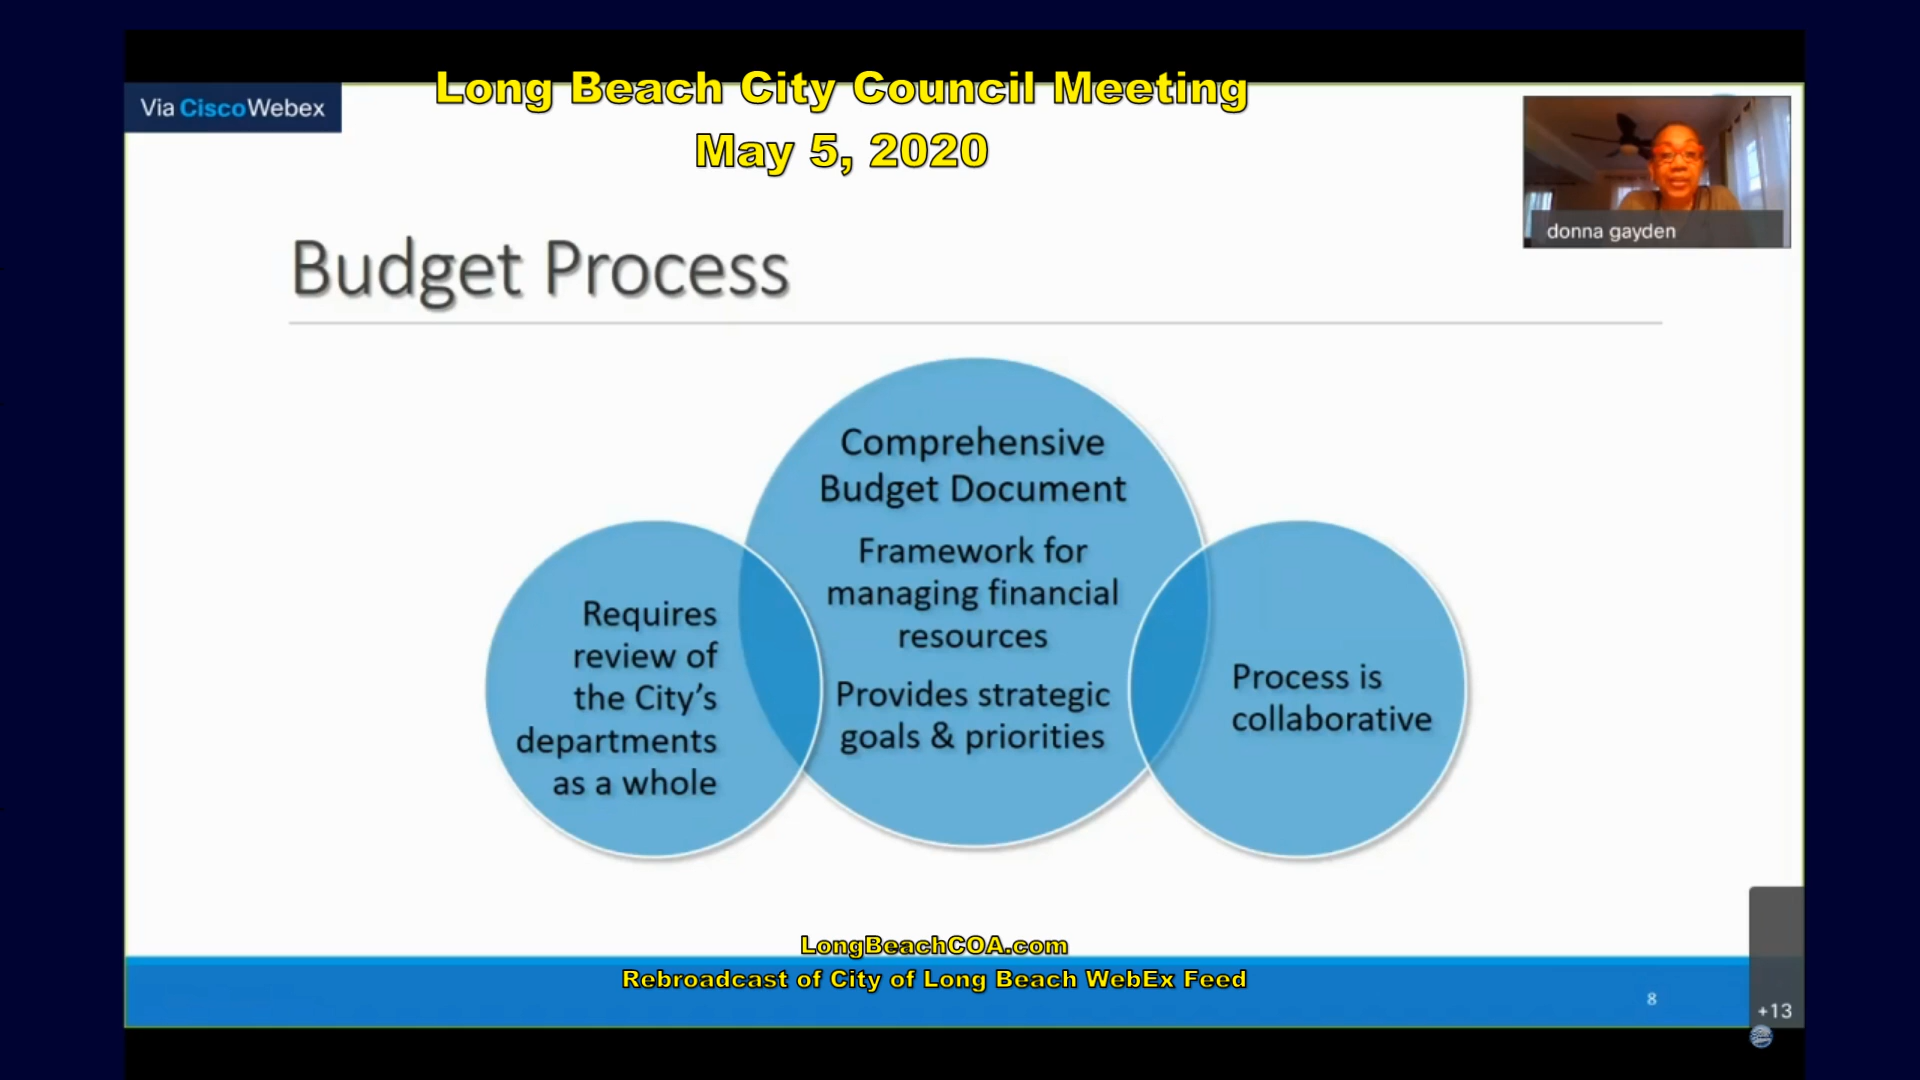 Long Beach City Council Meeting
May 5, 2020
Via CiscoWebex
donna gayden
Budget Process
Comprehensive
Budget Document
Framework for
managing financial
resources
Provides strategic
goals & priorities
Requires
review of
the City’s
departments
as a whole
Process is
collaborative
LongBeachCOA.com
Rebroadcast of City of Long Beach WebEx Feed
8
+13